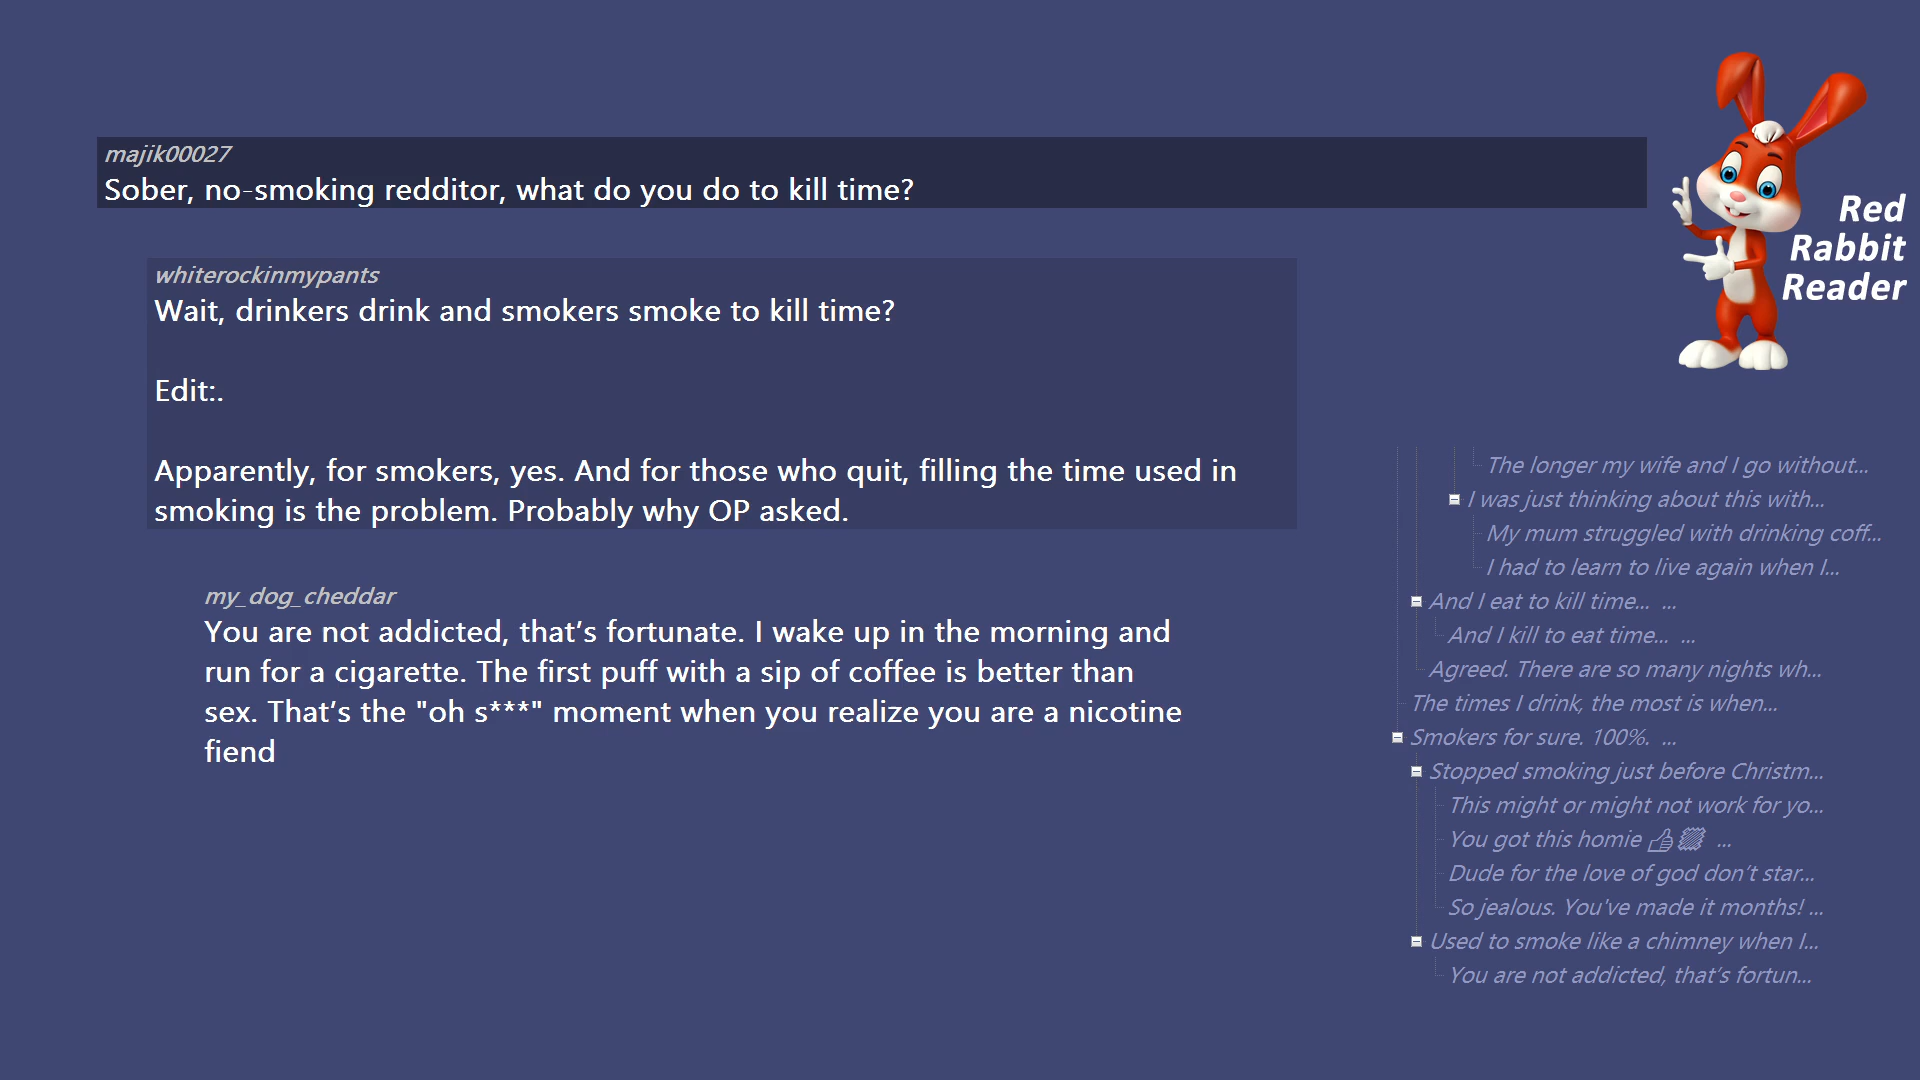 majik00027
Sober, no-smoking redditor, what do you do to kill time?
whiterockinmypants
Wait, drinkers drink and smokers smoke to kill time?
Edit:.
Apparently, for smokers, yes. And for those who quit, filling the time used in
smoking is the problem. Probably why OP asked.
my_dog_cheddar
You are not addicted, that’s fortunate. I wake up in the morning and
run for a cigarette. The first puff with a sip of coffee is better than
sex. That’s the "oh s***" moment when you realize you are a nicotine
fiend
Red
Rabbit
Reader
The longer my wife and I go without...
I was just thinking about this with...
My mum struggled with drinking coff...
I had to learn to live again when I...
And I eat to kill time... ...
And I kill to eat time... ...
Agreed. There are so many nights wh...
The times I drink, the most is when...
Smokers for sure. 100%. ...
Stopped smoking just before Christm...
This might or might not work for yo...
You got this homie 👍🏽 ...
Dude for the love of god don’t star...
So jealous. You've made it months! ...
Used to smoke like a chimney when I...
You are not addicted, that’s fortun...